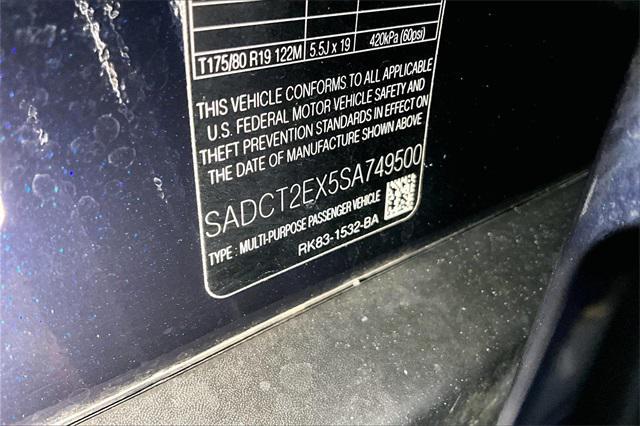 T175/80 R19 122M 5.5J x 19 420kPa (60psi)
THIS VEHICLE CONFORMS TO ALL APPLICABLE
U.S. FEDERAL MOTOR VEHICLE SAFETY AND
THEFT PREVENTION STANDARDS IN EFFECT ON
THE DATE OF MANUFACTURE SHOWN ABOVE
SADCT2EX5SA749500
TYPE : MULTI-PURPOSE PASSENGER VEHICLE
RK83-1532-BA